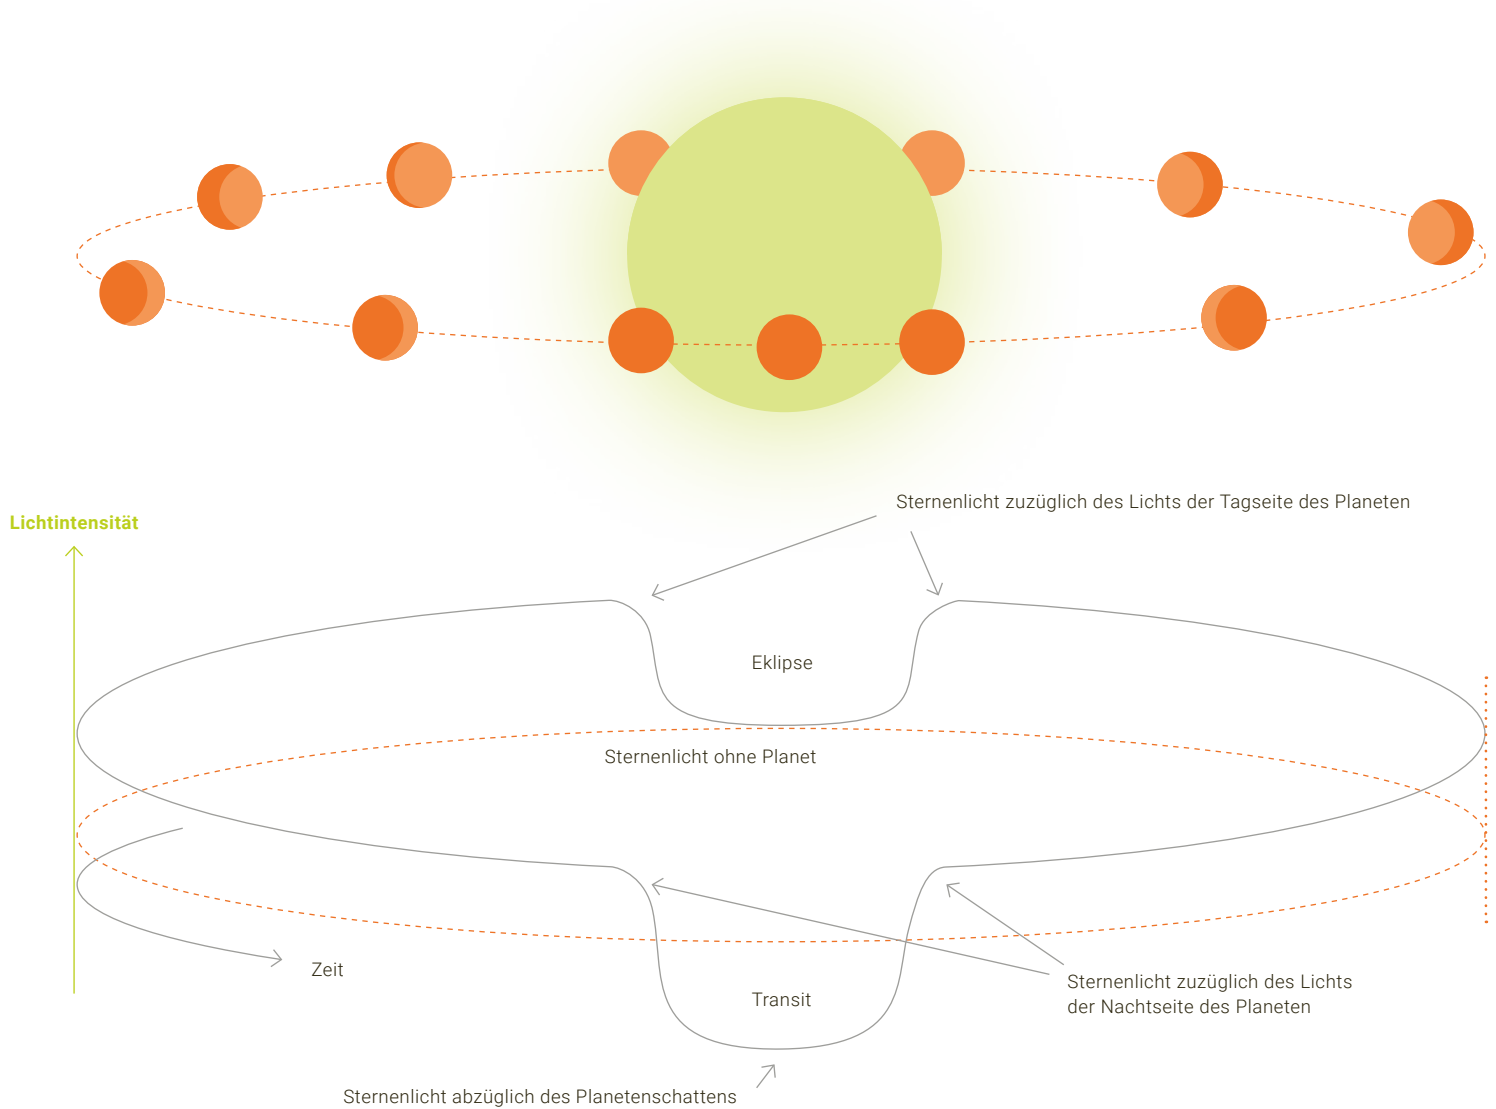 Sternenlicht zuzüglich des Lichts der Tagseite des Planeten
Lichtintensität
Eklipse
Sternenlicht ohne Planet
Zeit
Transit
Sternenlicht zuzüglich des Lichts
der Nachtseite des Planeten
Sternenlicht abzüglich des Planetenschattens